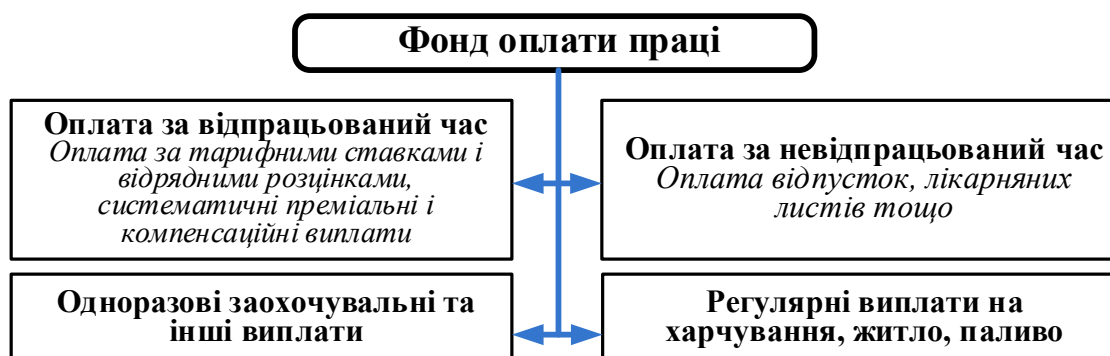 Фонд оплати праці
Оплата за відпрацьований час
Оплата за тарифними ставками і
відрядними розцінками,
систематичні преміальні і
компенсаційні виплати
Оплата за невідпрацьований час
Оплата відпусток, лікарняних
листів тощо
Одноразові заохочувальні та
інші виплати
Регулярні виплати на
харчування, житло, паливо